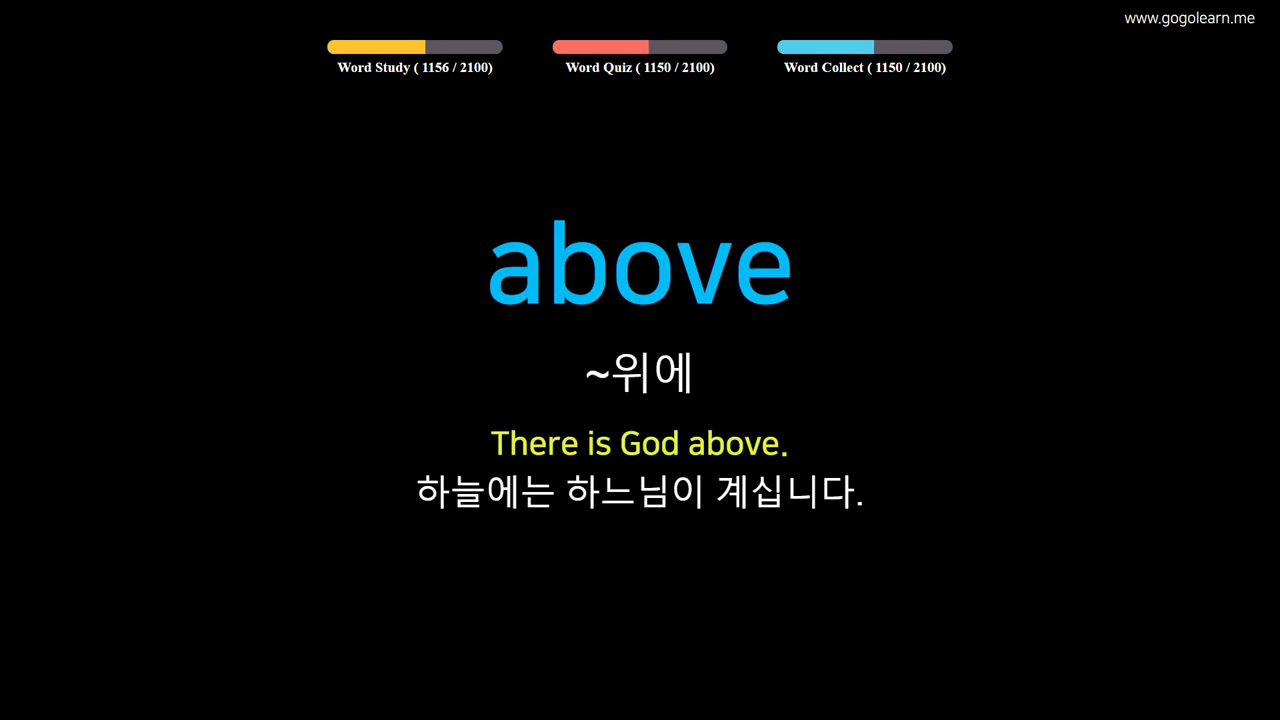 www.gogolearn.me
Word Study ( 1156 / 2100)
Word Quiz ( 1150 / 2100)
Word Collect ( 1150 / 2100)
above
~위에
There is God above.
하늘에는 하느님이 계십니다.